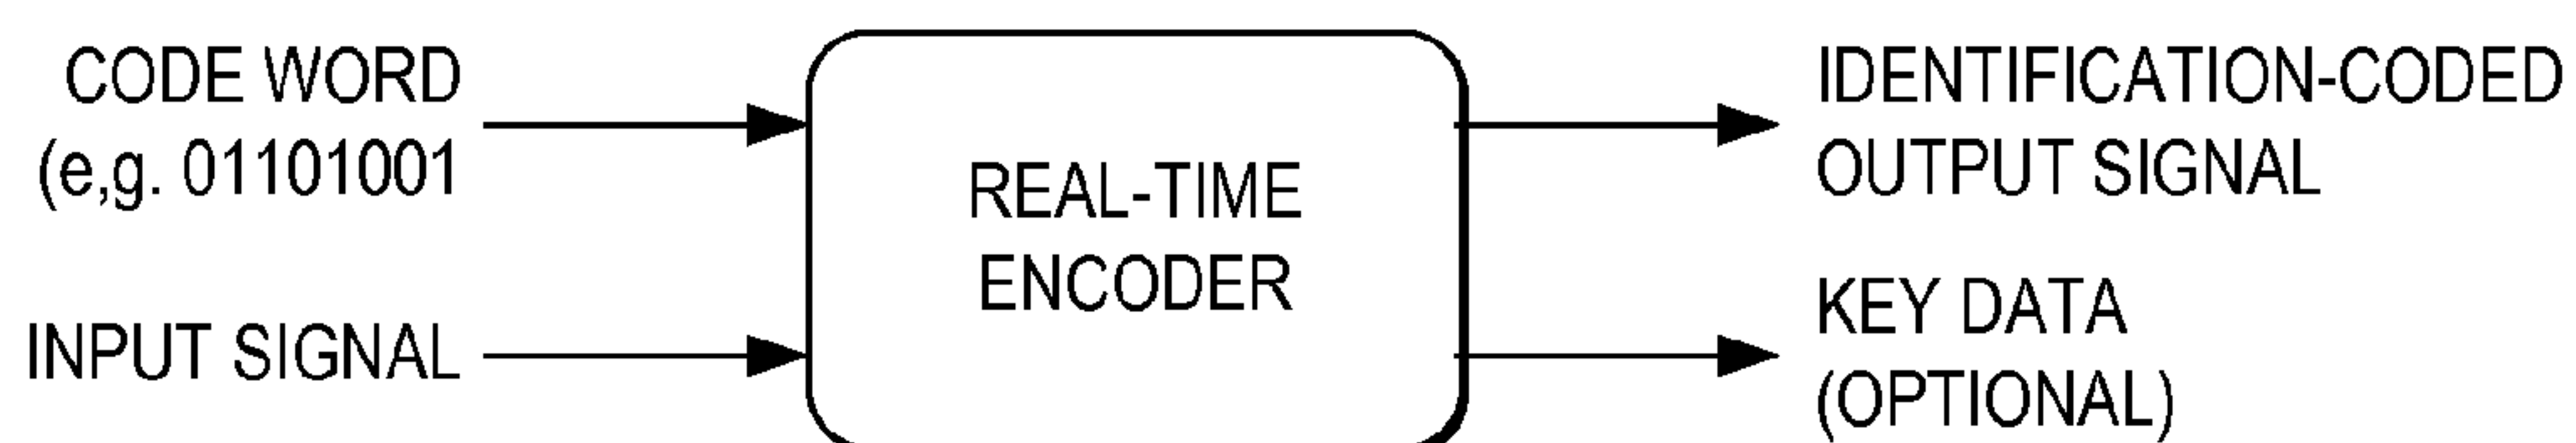 CODE WORD
(e,g. 01101001
INPUT SIGNAL
REAL-TIME
ENCODER
IDENTIFICATION-CODED
OUTPUT SIGNAL
KEY DATA
(OPTIONAL)